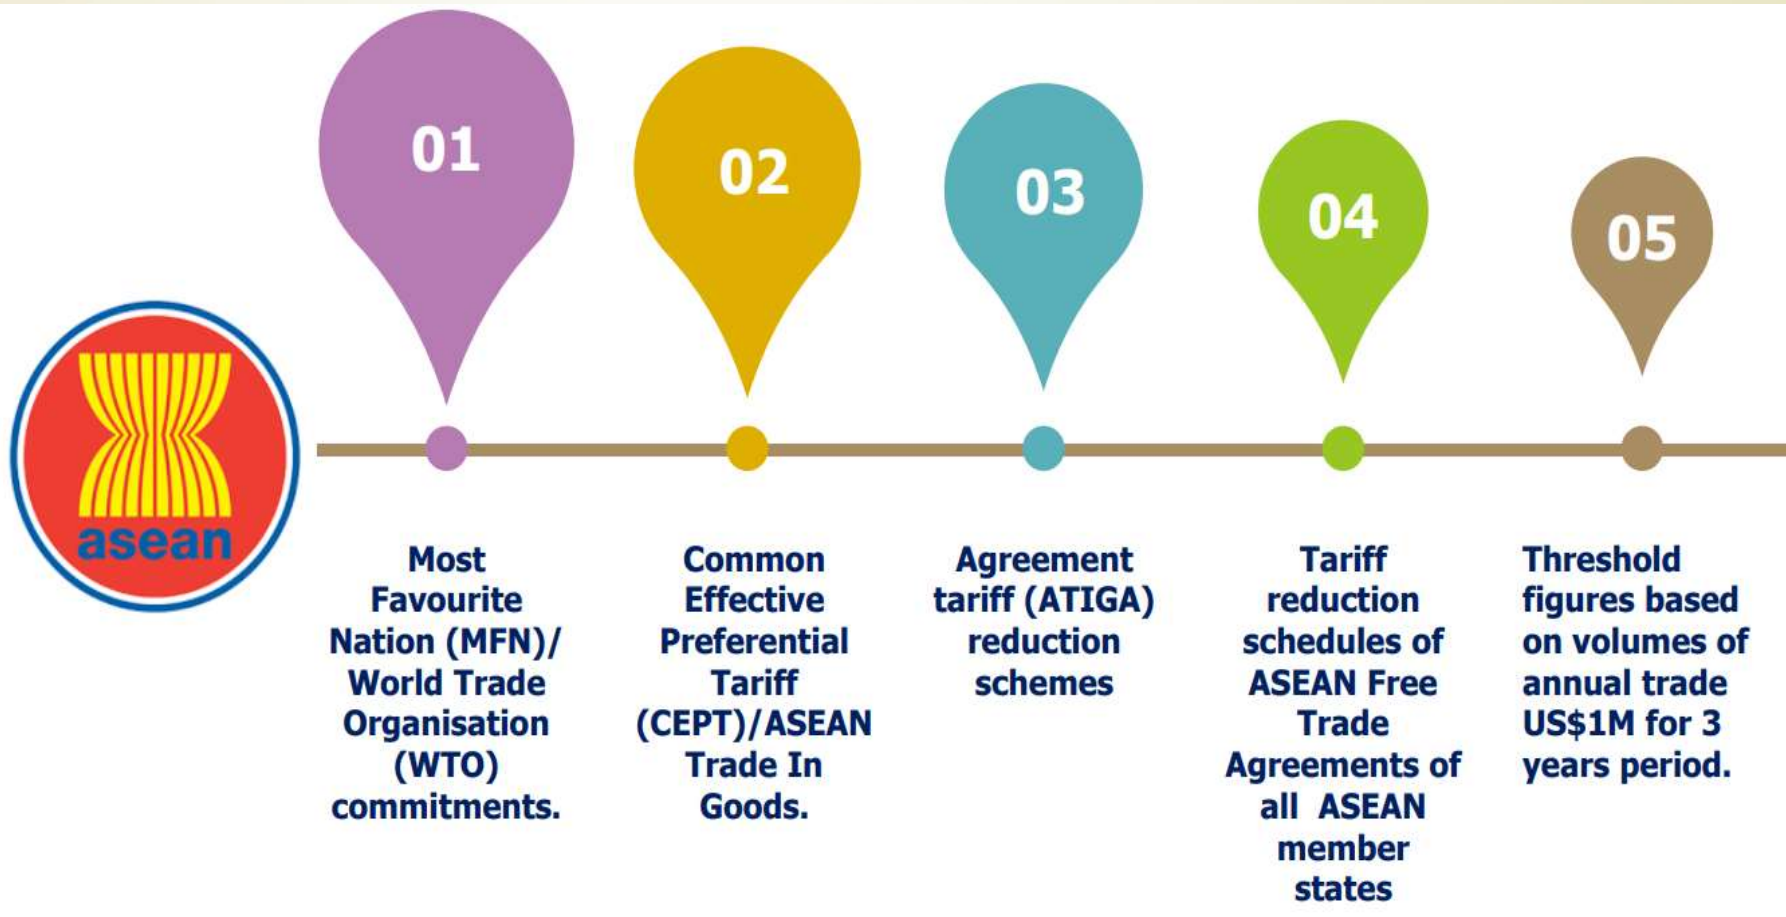 01
02
03
04
05
asean
Most
Favourite
Nation (MFN)/
World Trade
Organisation
(WTO)
commitments.
Common
Effective
Preferential
Tariff
(CEPT)/ASEAN
Trade In
Goods.
Agreement
tariff (ATIGA)
reduction
schemes
Tariff
reduction
schedules of
ASEAN Free
Trade
Agreements of
all ASEAN
member
states
Threshold
figures based
on volumes of
annual trade
US$1M for 3
years period.